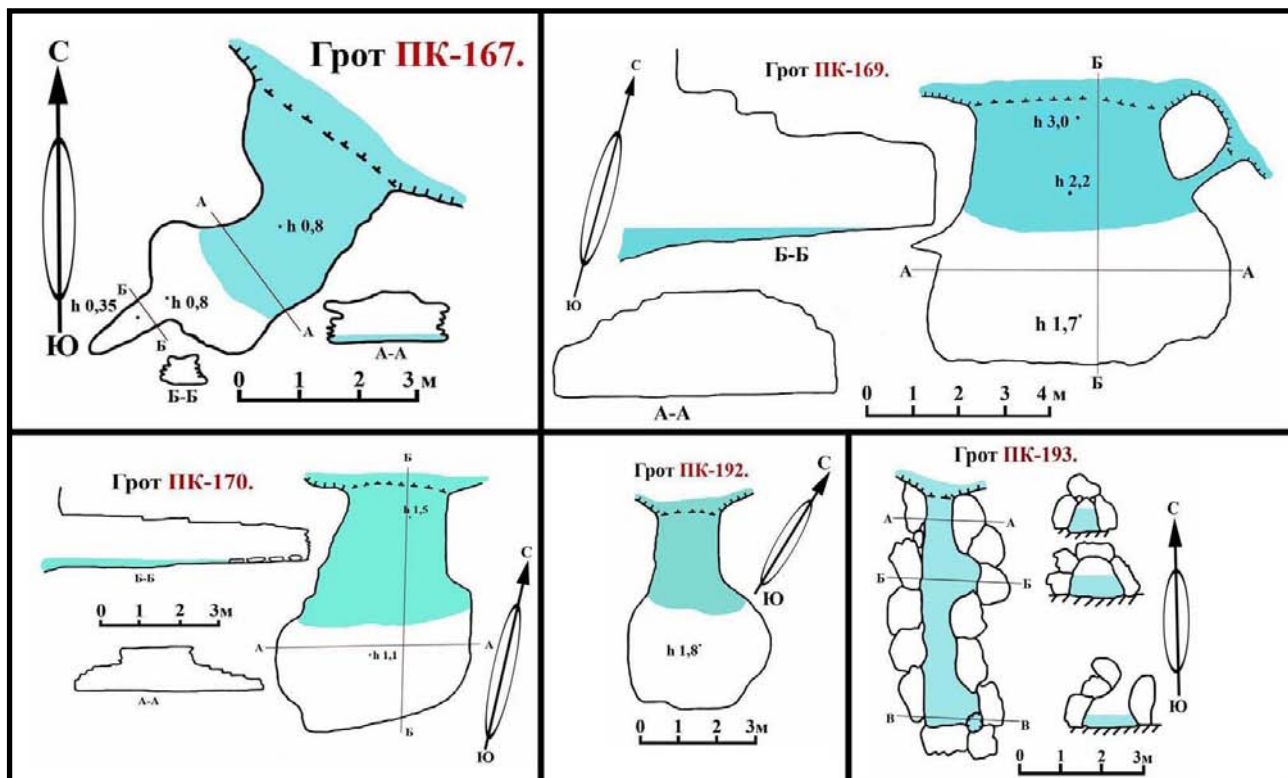 Грот ПК-167.
С
Ю
А
А
Б
Б
h 0,8
h 0,8
h 0,35
А-А
Б-Б
0 1 2 3 м
Грот ПК-169.
С
Ю
Б
Б
А
А
h 3,0
h 2,2
h 1,7
Б-Б
А-А
0 1 2 3 4 м
Грот ПК-170.
Б
h 1,5
С
Б-Б
0 1 2 3м
А
А
h 1,1
А-А
Б
Ю
Грот ПК-192.
С
Ю
h 1,8
0 1 2 3м
Грот ПК-193.
С
А
А
Б
Б
Ю
В
В
0 1 2 3м